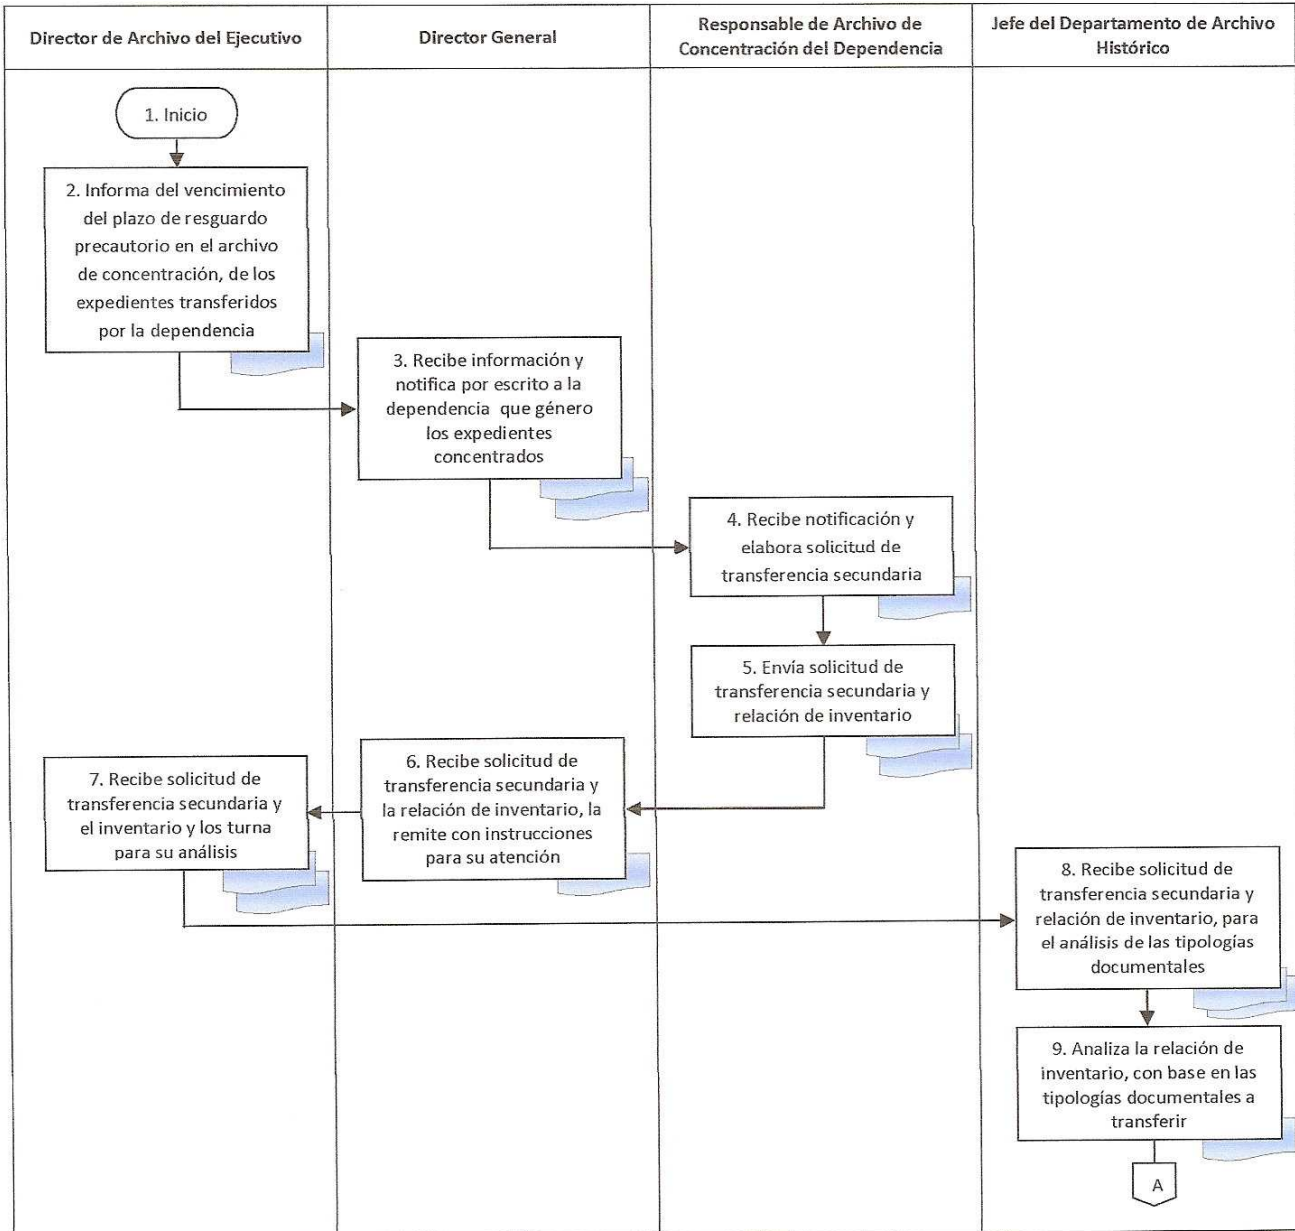 Director de Archivo del Ejecutivo
Director General
Responsable de Archivo de
Concentración del Dependencia
Jefe del Departamento de Archivo
Histórico
1. Inicio
2. Informa del vencimiento
del plazo de resguardo
precautorio en el archivo
de concentración, de los
expedientes transferidos
por la dependencia
3. Recibe información y
notifica por escrito a la
dependencia que género
los expedientes
concentrados
4. Recibe notificación y
elabora solicitud de
transferencia secundaria
5. Envía solicitud de
transferencia secundaria y
relación de inventario
6. Recibe solicitud de
transferencia secundaria y
la relación de inventario, la
remite con instrucciones
para su atención
7. Recibe solicitud de
transferencia secundaria y
el inventario y los turna
para su análisis
8. Recibe solicitud de
transferencia secundaria y
relación de inventario, para
el análisis de las tipologías
documentales
9. Analiza la relación de
inventario, con base en las
tipologías documentales a
transferir
A